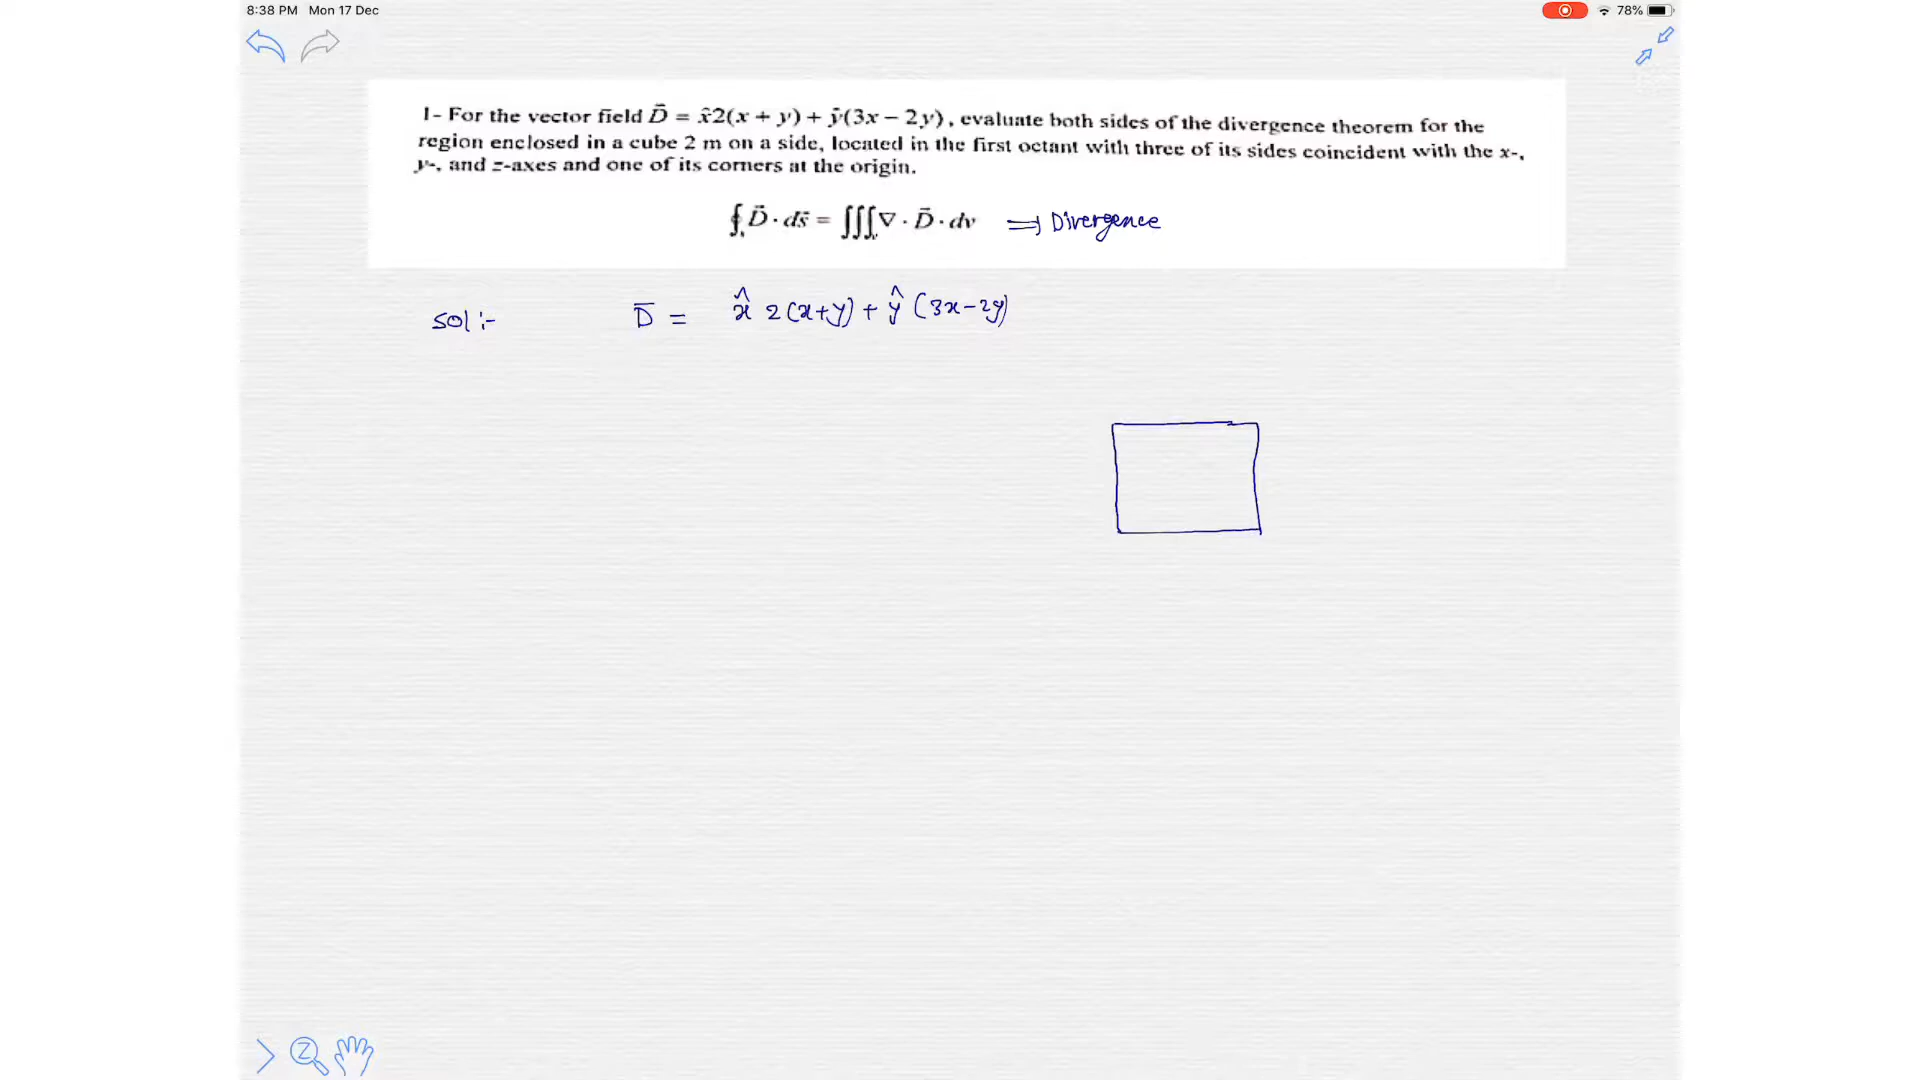 8:38 PM Mon 17 Dec 78%
1- For the vector field D̄ = x̂2(x + y) + ŷ(3x − 2y), evaluate both sides of the divergence theorem for the
region enclosed in a cube 2 m on a side, located in the first octant with three of its sides coincident with the x-,
y-, and z-axes and one of its corners at the origin.
∮ₛ D̄ · ds̄ = ∭ᵥ ∇ · D̄ · dv ⇒ Divergence
sol :- D̄ = x̂ 2(x+y) + ŷ (3x-2y)
Z